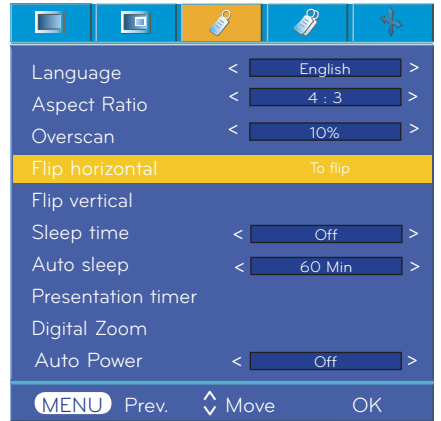 Language < English >
Aspect Ratio < 4 : 3 >
Overscan < 10% >
Flip horizontal To flip
Flip vertical
Sleep time < Off >
Auto sleep < 60 Min >
Presentation timer
Digital Zoom
Auto Power < Off >
MENU Prev. Move OK